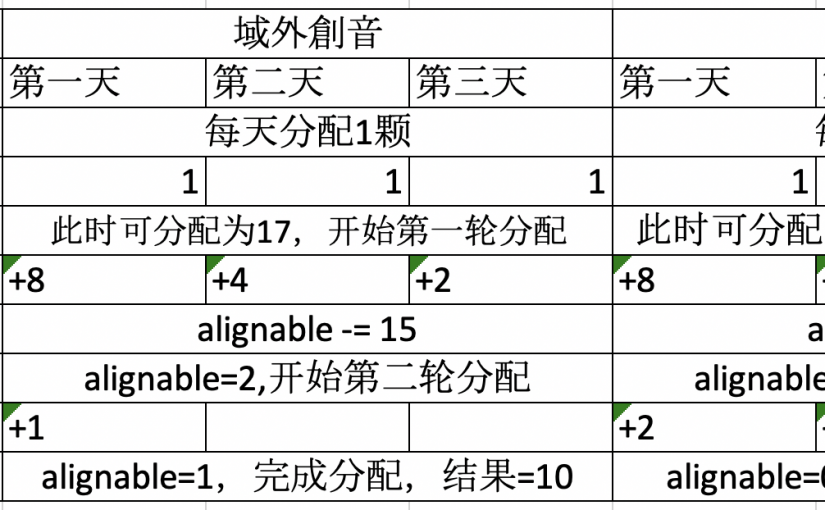 域外創音
第一天 第二天 第三天 第一天
每天分配1颗
1 1 1 1
此时可分配为17，开始第一轮分配 此时可分配
+8 +4 +2 +8
alignable -= 15 a
alignable=2,开始第二轮分配 alignable
+1 +2
alignable=1，完成分配，结果=10 alignable=